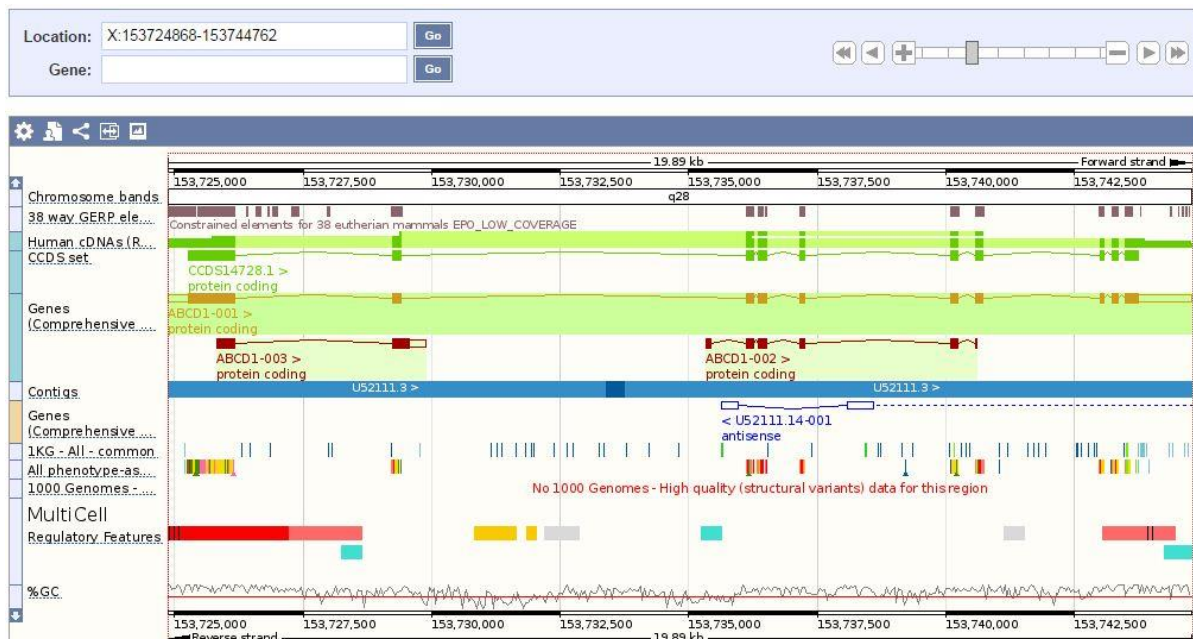 Location: X:153724868-153744762 Go
Gene: Go
19.89 kb Forward strand
153,725,000 153,727,500 153,730,000 153,732,500 153,735,000 153,737,500 153,740,000 153,742,500
Chromosome bands q28
38 way GERP ele...
Constrained elements for 38 eutherian mammals EPO_LOW_COVERAGE
Human cDNAs (R...
CCDS set
CCDS14728.1 >
protein coding
Genes
(Comprehensive ...
ABCD1-001 >
protein coding
ABCD1-003 >
protein coding
ABCD1-002 >
protein coding
Contigs U52111.3 > U52111.3 >
Genes
(Comprehensive ...
< U52111.14-001
antisense
1KG - All - common
All phenotype-as...
1000 Genomes - ...
No 1000 Genomes - High quality (structural variants) data for this region
MultiCell
Regulatory Features
%GC
153,725,000 153,727,500 153,730,000 153,732,500 153,735,000 153,737,500 153,740,000 153,742,500
Reverse strand 19.89 kb